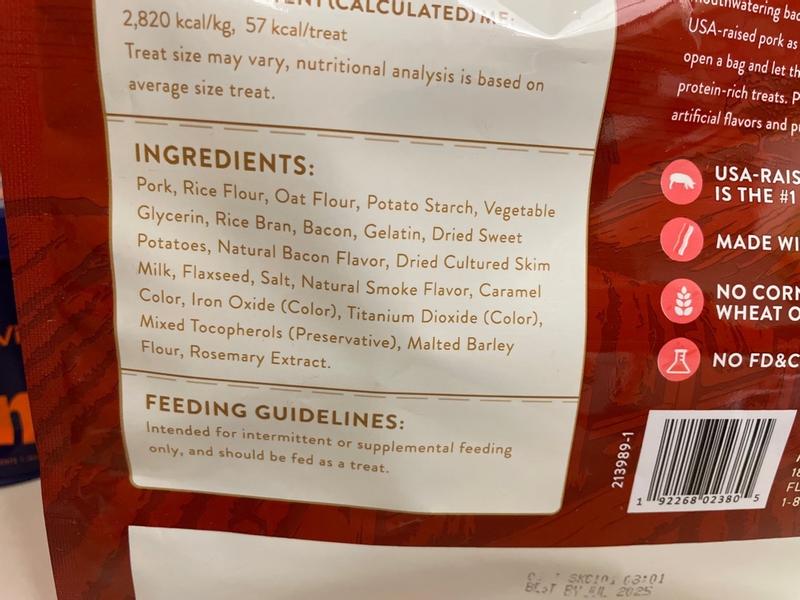 (CALCULATED) ME:
2,820 kcal/kg, 57 kcal/treat
Treat size may vary, nutritional analysis is based on
average size treat.
INGREDIENTS:
Pork, Rice Flour, Oat Flour, Potato Starch, Vegetable
Glycerin, Rice Bran, Bacon, Gelatin, Dried Sweet
Potatoes, Natural Bacon Flavor, Dried Cultured Skim
Milk, Flaxseed, Salt, Natural Smoke Flavor, Caramel
Color, Iron Oxide (Color), Titanium Dioxide (Color),
Mixed Tocopherols (Preservative), Malted Barley
Flour, Rosemary Extract.
FEEDING GUIDELINES:
Intended for intermittent or supplemental feeding
only, and should be fed as a treat.
USA-raised pork as
open a bag and let
protein-rich treats.
artificial flavors and
USA-RAIS
IS THE #1
MADE
NO CORN
WHEAT
NO FD&C
213989-1
1 92268 02380 5
BEST BY JUL 2025